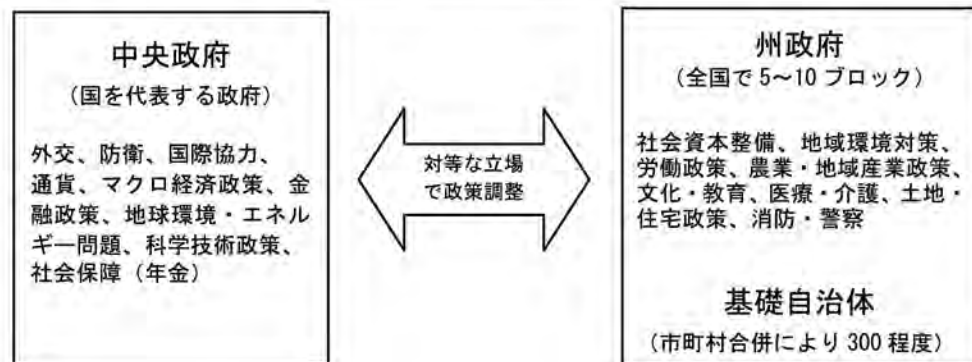 中央政府
（国を代表する政府）
外交、防衛、国際協力、
通貨、マクロ経済政策、金
融政策、地球環境・エネル
ギー問題、科学技術政策、
社会保障（年金）
対等な立場
で政策調整
州政府
（全国で 5～10 ブロック）
社会資本整備、地域環境対策、
労働政策、農業・地域産業政策、
文化・教育、医療・介護、土地・
住宅政策、消防・警察
基礎自治体
（市町村合併により 300 程度）